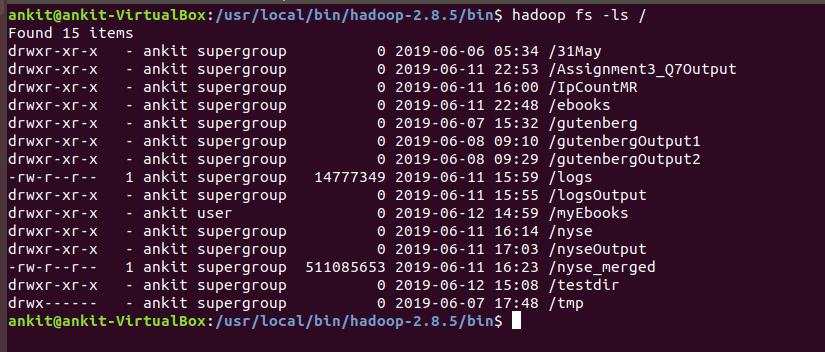 ankit@ankit-VirtualBox:/usr/local/bin/hadoop-2.8.5/bin$ hadoop fs -ls /
Found 15 items
drwxr-xr-x   - ankit supergroup          0 2019-06-06 05:34 /31May
drwxr-xr-x   - ankit supergroup          0 2019-06-11 22:53 /Assignment3_Q7Output
drwxr-xr-x   - ankit supergroup          0 2019-06-11 16:00 /IpCountMR
drwxr-xr-x   - ankit supergroup          0 2019-06-11 22:48 /ebooks
drwxr-xr-x   - ankit supergroup          0 2019-06-07 15:32 /gutenberg
drwxr-xr-x   - ankit supergroup          0 2019-06-08 09:10 /gutenbergOutput1
drwxr-xr-x   - ankit supergroup          0 2019-06-08 09:29 /gutenbergOutput2
-rw-r--r--   1 ankit supergroup   14777349 2019-06-11 15:59 /logs
drwxr-xr-x   - ankit supergroup          0 2019-06-11 15:55 /logsOutput
drwxr-xr-x   - ankit user                0 2019-06-12 14:59 /myEbooks
drwxr-xr-x   - ankit supergroup          0 2019-06-11 16:14 /nyse
drwxr-xr-x   - ankit supergroup          0 2019-06-11 17:03 /nyseOutput
-rw-r--r--   1 ankit supergroup  511085653 2019-06-11 16:23 /nyse_merged
drwxr-xr-x   - ankit supergroup          0 2019-06-12 15:08 /testdir
drwx------   - ankit supergroup          0 2019-06-07 17:48 /tmp
ankit@ankit-VirtualBox:/usr/local/bin/hadoop-2.8.5/bin$